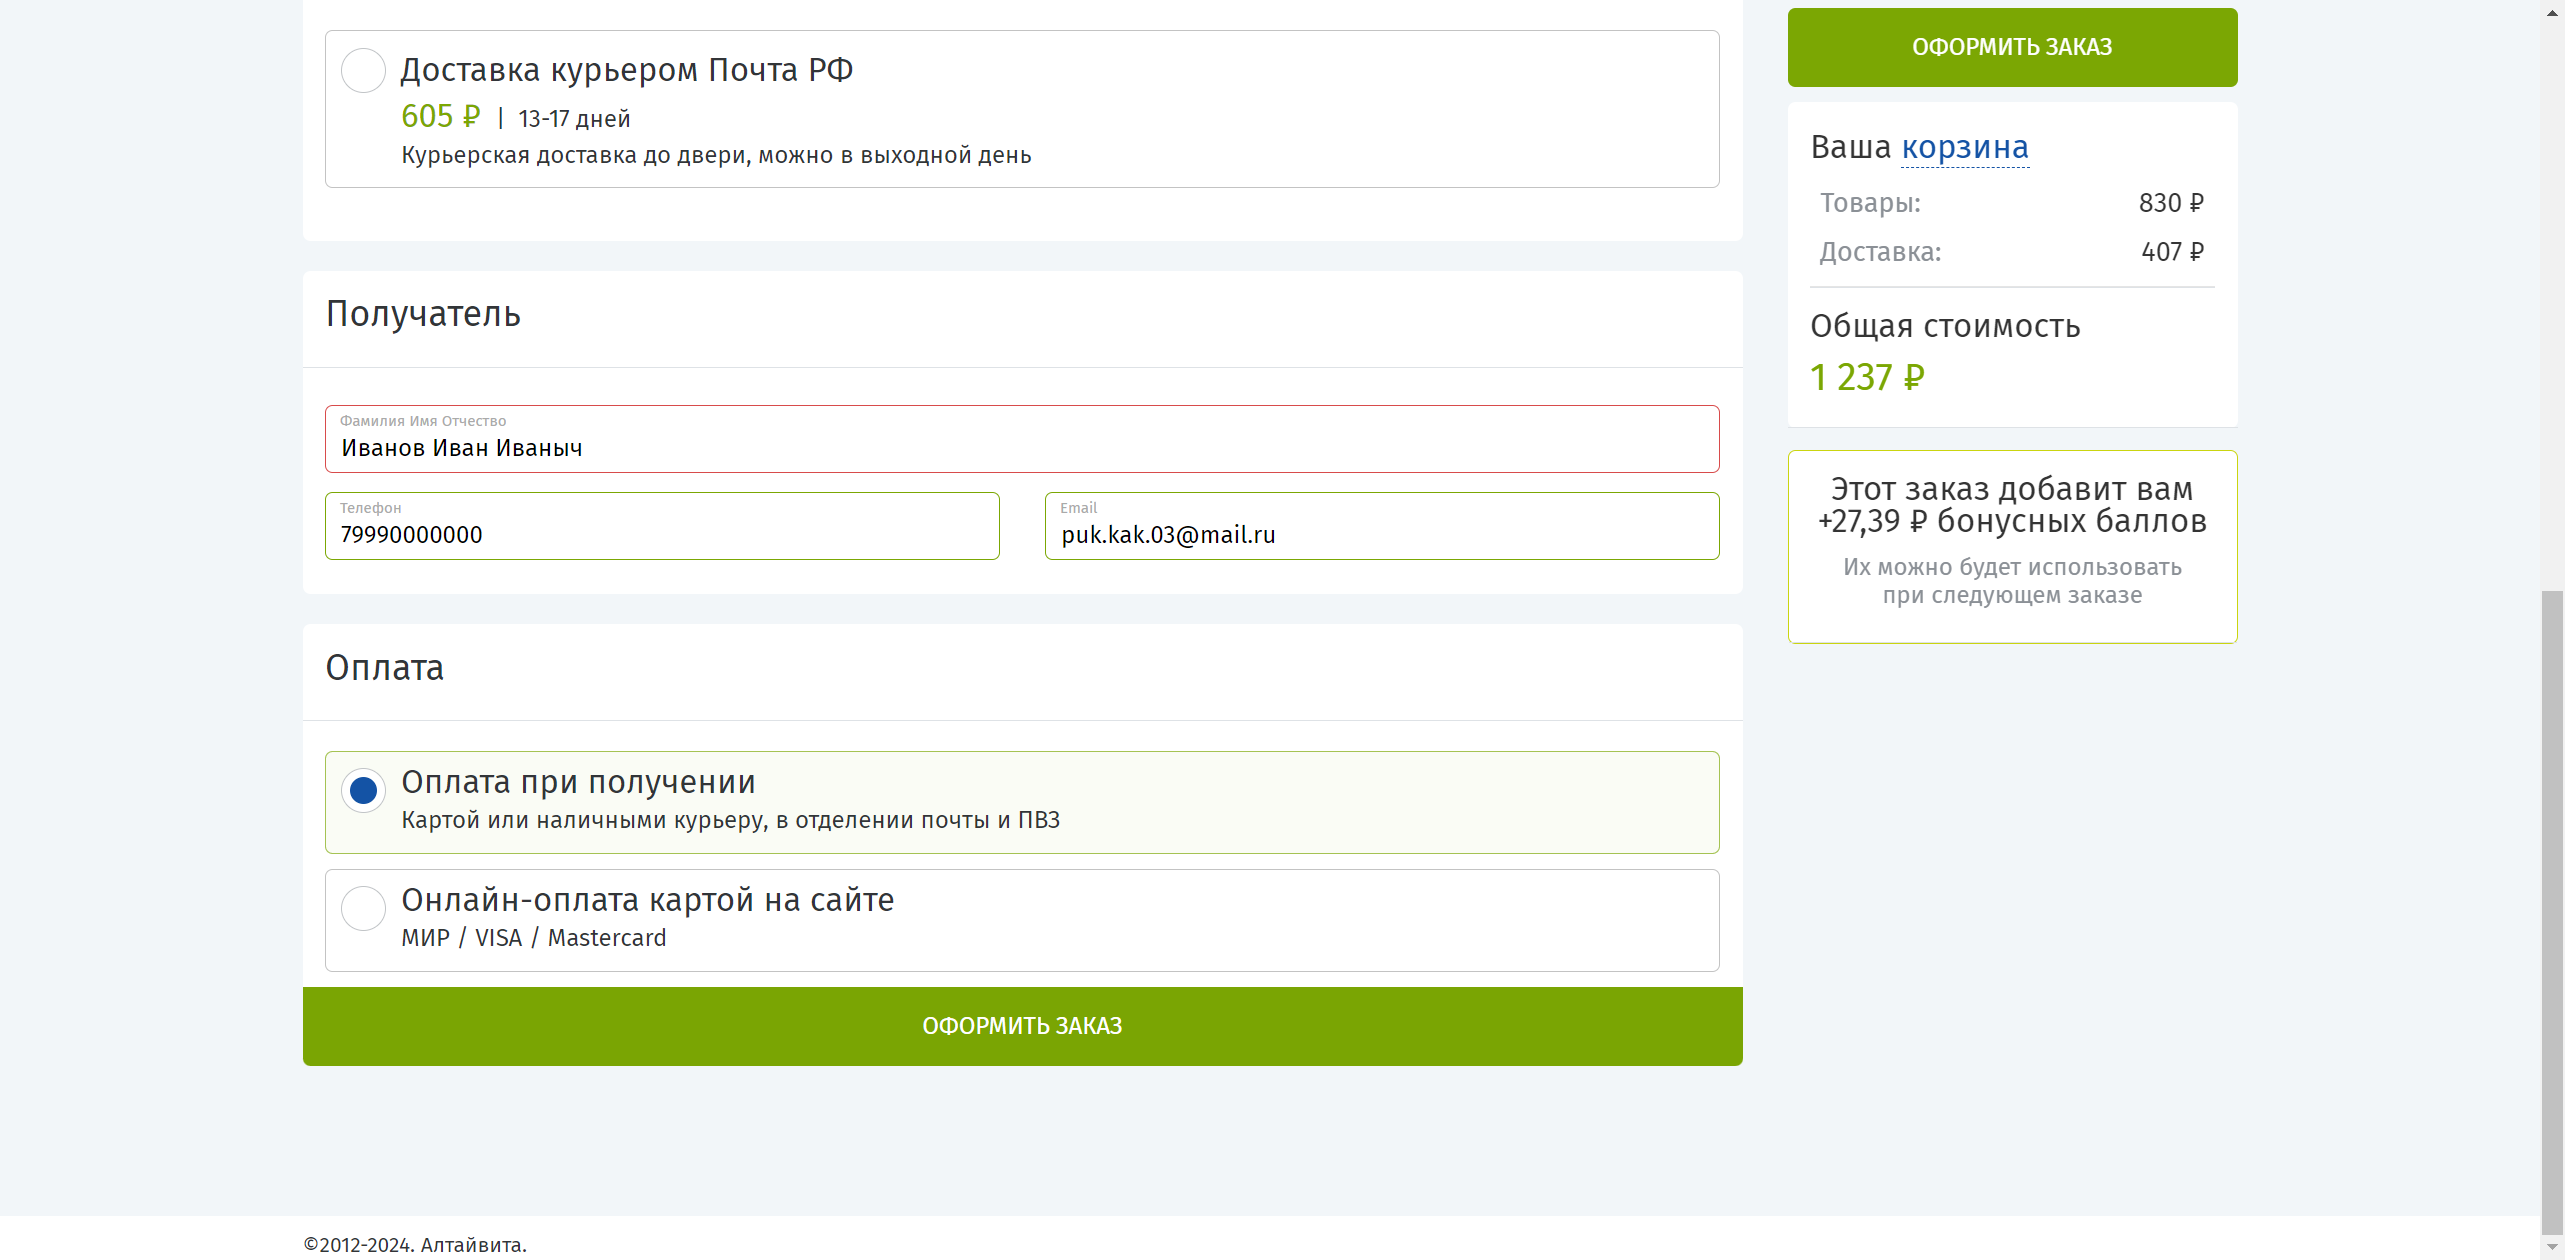 Доставка курьером Почта РФ
605 ₽ | 13-17 дней
Курьерская доставка до двери, можно в выходной день
Получатель
Фамилия Имя Отчество
Иванов Иван Иваныч
Телефон
79990000000
Email
puk.kak.03@mail.ru
Оплата
Оплата при получении
Картой или наличными курьеру, в отделении почты и ПВЗ
Онлайн-оплата картой на сайте
МИР / VISA / Mastercard
ОФОРМИТЬ ЗАКАЗ
ОФОРМИТЬ ЗАКАЗ
Ваша корзина
Товары: 830 ₽
Доставка: 407 ₽
Общая стоимость
1 237 ₽
Этот заказ добавит вам
+27,39 ₽ бонусных баллов
Их можно будет использовать
при следующем заказе
©2012-2024. Алтайвита.